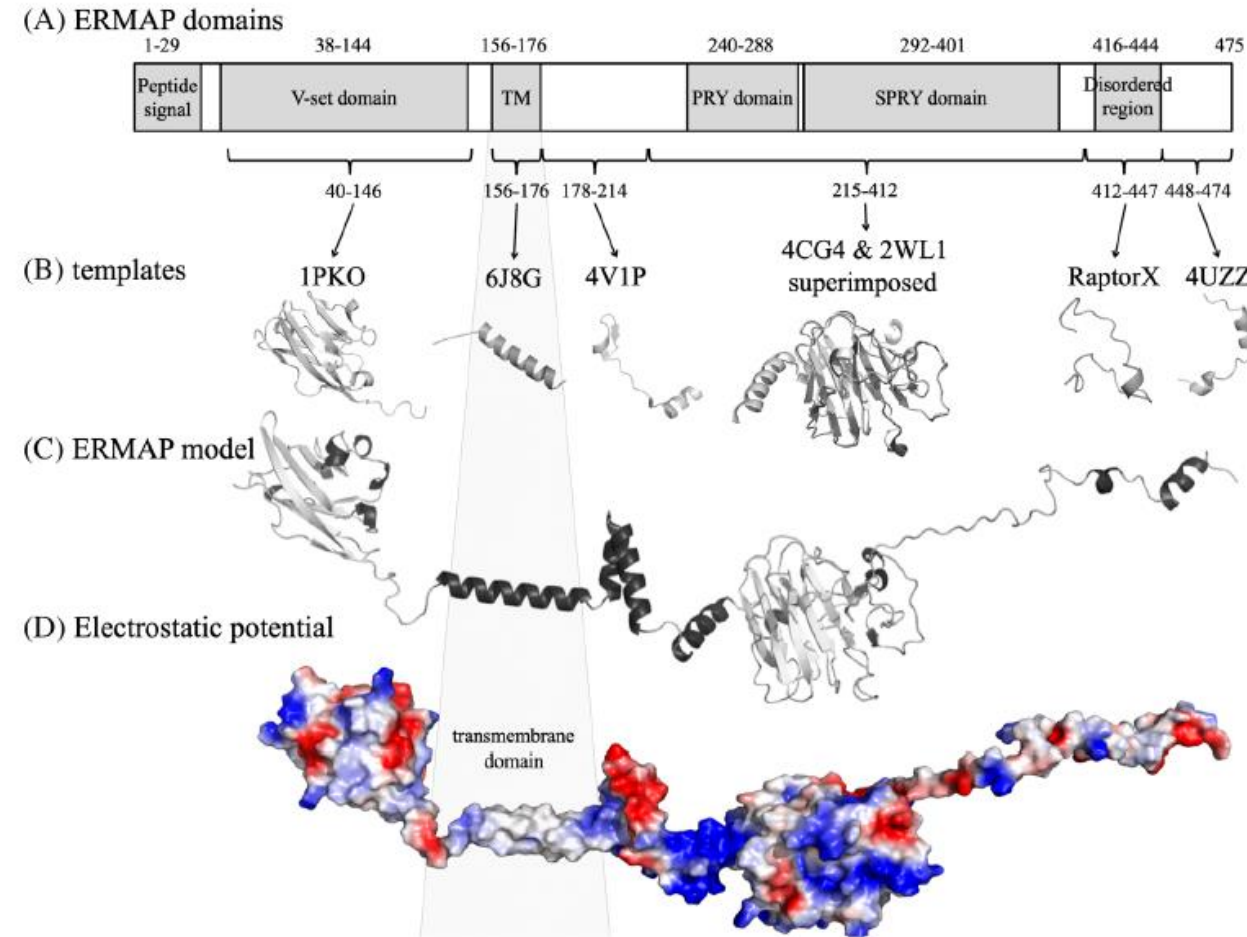 (A) ERMAP domains
1-29 38-144 156-176 240-288 292-401 416-444 475
Peptide signal V-set domain TM PRY domain SPRY domain Disordered region
40-146 156-176 178-214 215-412 412-447 448-474
(B) templates
1PKO 6J8G 4V1P 4CG4 & 2WL1 superimposed RaptorX 4UZZ
(C) ERMAP model
(D) Electrostatic potential
transmembrane
domain